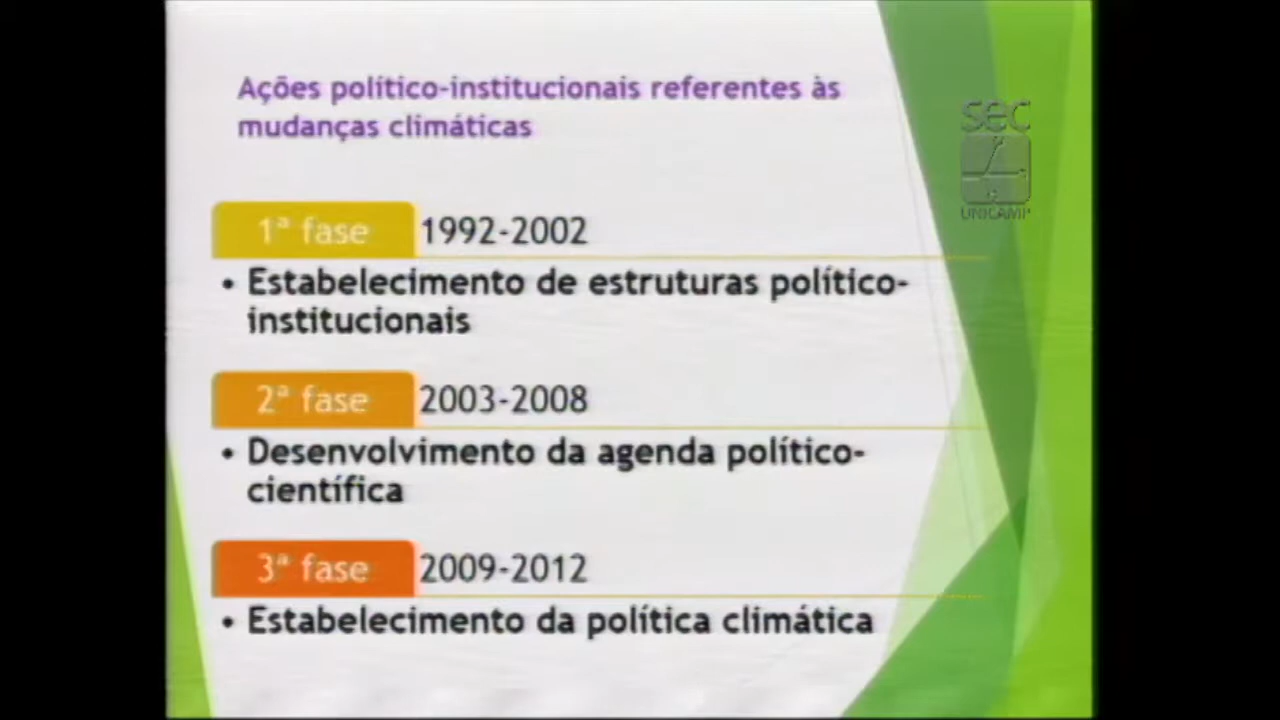 Ações político-institucionais referentes às
mudanças climáticas
sec
UNICAMP
1ª fase 1992-2002
• Estabelecimento de estruturas político-
institucionais
2ª fase 2003-2008
• Desenvolvimento da agenda político-
científica
3ª fase 2009-2012
• Estabelecimento da política climática